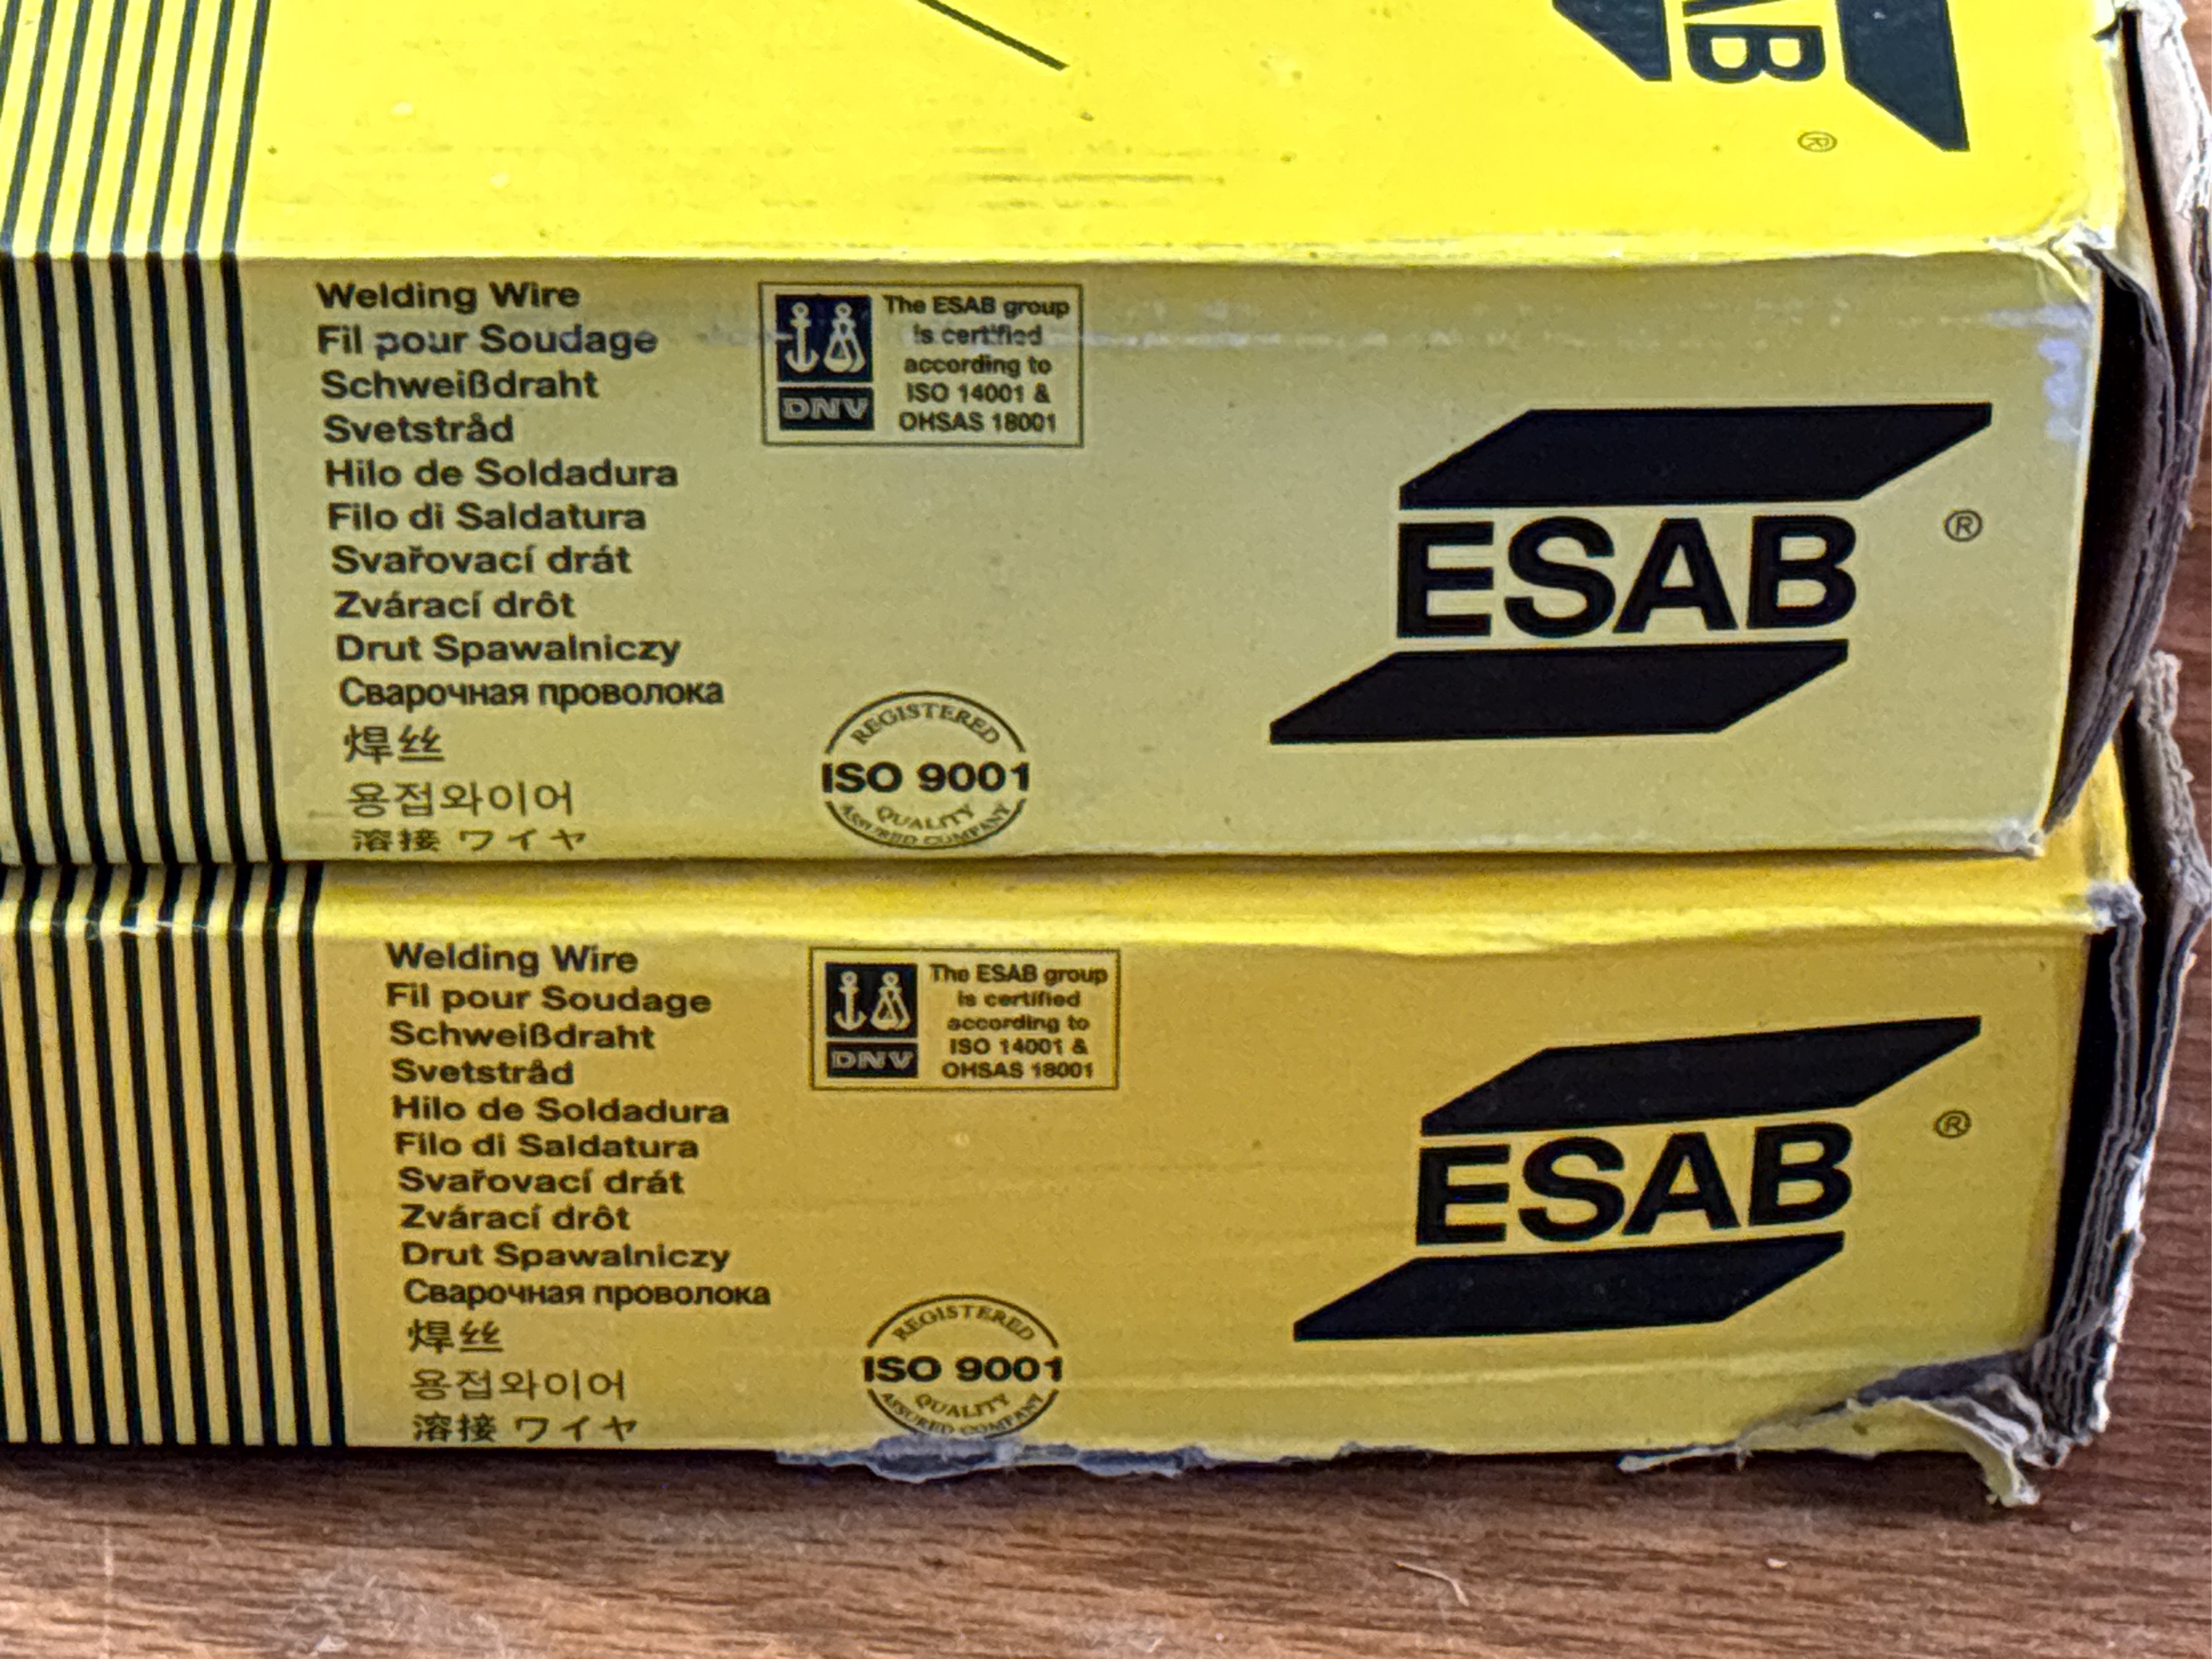 AB
®
Welding Wire
Fil pour Soudage
Schweißdraht
Svetstråd
Hilo de Soldadura
Filo di Saldatura
Svařovací drát
Zvárací drôt
Drut Spawalniczy
Сварочная проволока
焊丝
용접와이어
溶接 ワイヤ
DNV
The ESAB group
is certified
according to
ISO 14001 &
OHSAS 18001
REGISTERED
ISO 9001
QUALITY
ASSURED COMPANY
ESAB
®
Welding Wire
Fil pour Soudage
Schweißdraht
Svetstråd
Hilo de Soldadura
Filo di Saldatura
Svařovací drát
Zvárací drôt
Drut Spawalniczy
Сварочная проволока
焊丝
용접와이어
溶接 ワイヤ
DNV
The ESAB group
is certified
according to
ISO 14001 &
OHSAS 18001
REGISTERED
ISO 9001
QUALITY
ASSURED COMPANY
ESAB
®